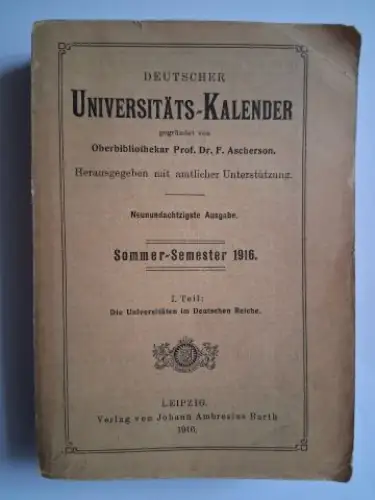 DEUTSCHER
UNIVERSITÄTS-KALENDER
gegründet von
Oberbibliothekar Prof. Dr. F. Ascherson.
Herausgegeben mit amtlicher Unterstützung.
Neunundachtzigste Ausgabe.
Sommer-Semester 1916.
I. Teil:
Die Universitäten im Deutschen Reiche.
LEIPZIG.
Verlag von Johann Ambrosius Barth
1916.